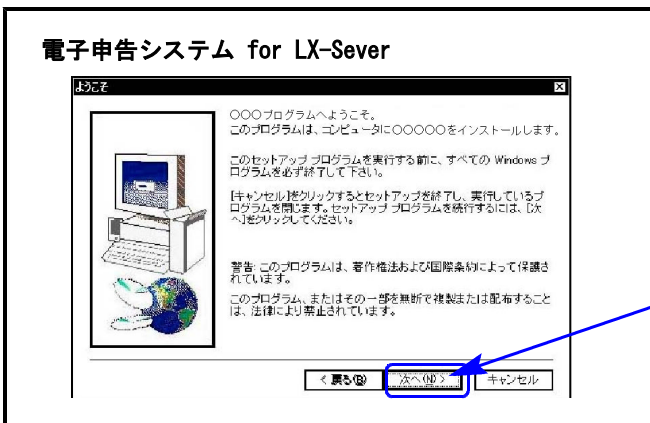 電子申告システム for LX-Sever
ようこそ
○○○プログラムへようこそ。
このプログラムは、コンピュータに○○○○○をインストールします。
このセットアップ プログラムを実行する前に、すべての Windows プ
ログラムを必ず終了して下さい。
[キャンセル]をクリックするとセットアップを終了し、実行しているプ
ログラムを閉じます。セットアップ プログラムを続行するには、[次
へ]をクリックしてください。
警告: このプログラムは、著作権法および国際条約によって保護さ
れています。
このプログラム、またはその一部を無断で複製または配布すること
は、法律により禁止されています。
< 戻る(B) 次へ(N) > キャンセル